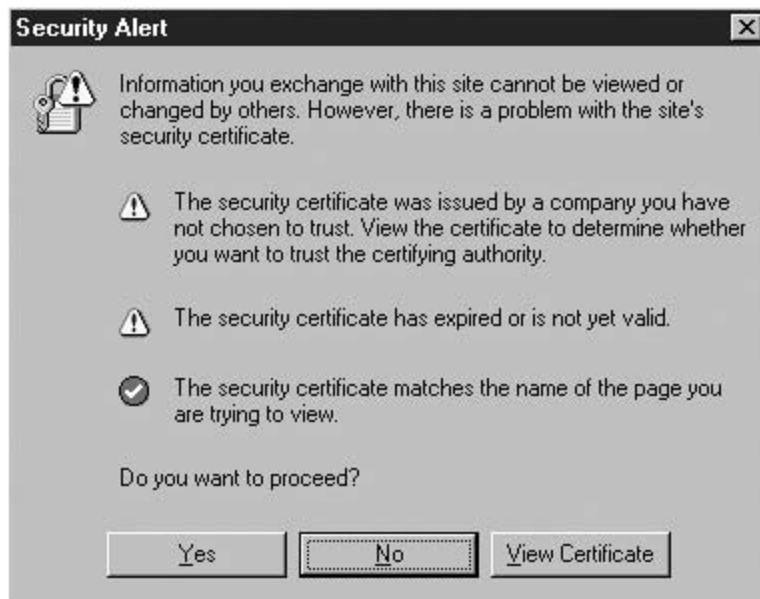 Security Alert
Information you exchange with this site cannot be viewed or
changed by others. However, there is a problem with the site's
security certificate.
The security certificate was issued by a company you have
not chosen to trust. View the certificate to determine whether
you want to trust the certifying authority.
The security certificate has expired or is not yet valid.
The security certificate matches the name of the page you
are trying to view.
Do you want to proceed?
Yes No View Certificate